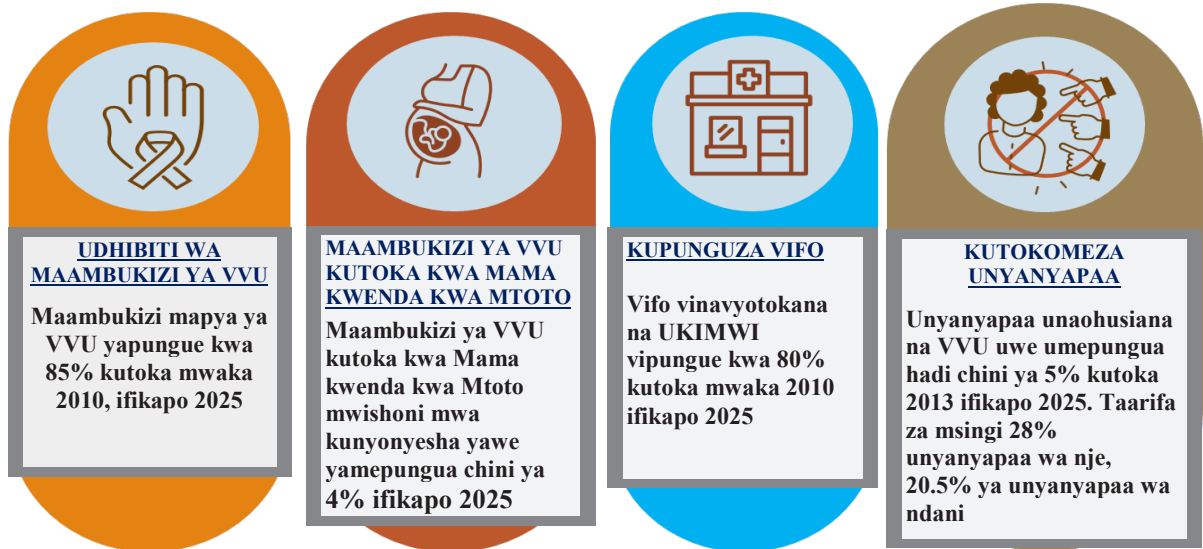 UDHIBITI WA
MAAMBUKIZI YA VVU
Maambukizi mapya ya
VVU yapungue kwa
85% kutoka mwaka
2010, ifikapo 2025
MAAMBUKIZI YA VVU
KUTOKA KWA MAMA
KWENDA KWA MTOTO
Maambukizi ya VVU
kutoka kwa Mama
kwenda kwa Mtoto
mwishoni mwa
kunyonyesha yawe
yamepungua chini ya
4% ifikapo 2025
KUPUNGUZA VIFO
Vifo vinavyotokana
na UKIMWI
vipungue kwa 80%
kutoka mwaka 2010
ifikapo 2025
KUTOKOMEZA
UNYANYAPAA
Unyanyapaa unaohusiana
na VVU uwe umepungua
hadi chini ya 5% kutoka
2013 ifikapo 2025. Taarifa
za msingi 28%
unyanyapaa wa nje,
20.5% ya unyanyapaa wa
ndani